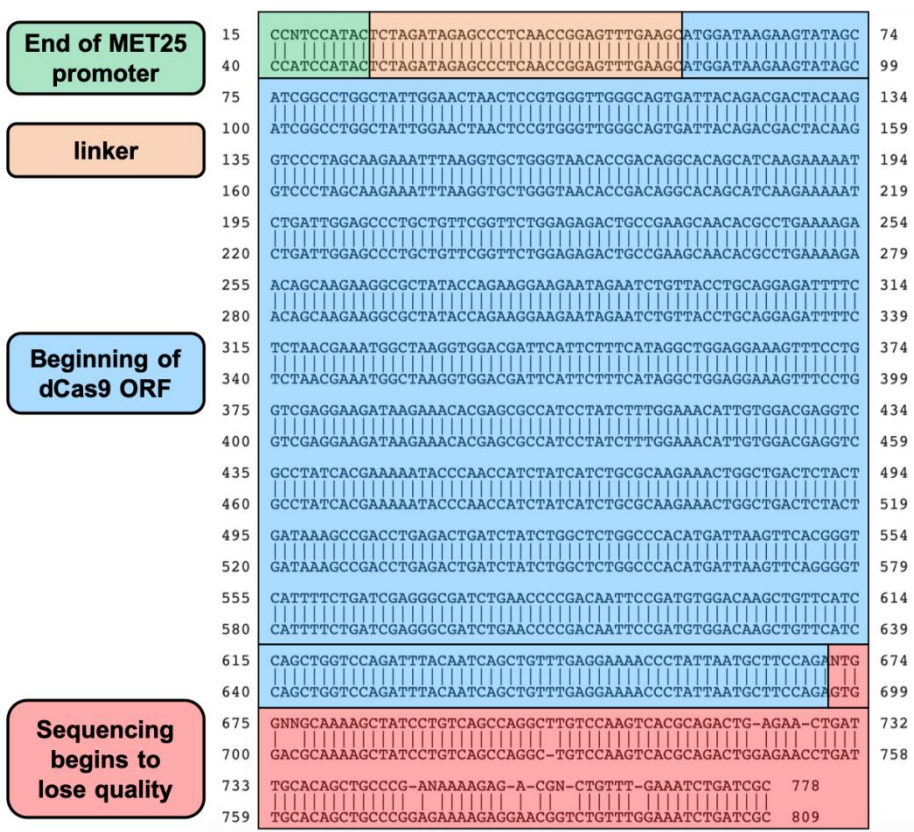 End of MET25
promoter
linker
Beginning of
dCas9 ORF
Sequencing
begins to
lose quality
15 CCNTCCATACTCTAGATAGAGCCCTCAACCGGAGTTTGAAGCATGGATAAGAAGTATAGC 74
40 CCATCCATACTCTAGATAGAGCCCTCAACCGGAGTTTGAAGCATGGATAAGAAGTATAGC 99
75 ATCGGCCTGGCTATTGGAACTAACTCCGTGGGTTGGGCAGTGATTACAGACGACTACAAG 134
100 ATCGGCCTGGCTATTGGAACTAACTCCGTGGGTTGGGCAGTGATTACAGACGACTACAAG 159
135 GTCCCTAGCAAGAAATTTAAGGTGCTGGGTAACACCGACAGGCACAGCATCAAGAAAAAT 194
160 GTCCCTAGCAAGAAATTTAAGGTGCTGGGTAACACCGACAGGCACAGCATCAAGAAAAAT 219
195 CTGATTGGAGCCCTGCTGTTCGGTTCTGGAGAGACTGCCGAAGCAACACGCCTGAAAAGA 254
220 CTGATTGGAGCCCTGCTGTTCGGTTCTGGAGAGACTGCCGAAGCAACACGCCTGAAAAGA 279
255 ACAGCAAGAAGGCGCTATACCAGAAGGAAGAATAGAATCTGTTACCTGCAGGAGATTTTC 314
280 ACAGCAAGAAGGCGCTATACCAGAAGGAAGAATAGAATCTGTTACCTGCAGGAGATTTTC 339
315 TCTAACGAAATGGCTAAGGTGGACGATTCATTCTTTCATAGGCTGGAGGAAAGTTTCCTG 374
340 TCTAACGAAATGGCTAAGGTGGACGATTCATTCTTTCATAGGCTGGAGGAAAGTTTCCTG 399
375 GTCGAGGAAGATAAGAAACACGAGCGCCATCCTATCTTTGGAAACATTGTGGACGAGGTC 434
400 GTCGAGGAAGATAAGAAACACGAGCGCCATCCTATCTTTGGAAACATTGTGGACGAGGTC 459
435 GCCTATCACGAAAAATACCCAACCATCTATCATCTGCGCAAGAAACTGGCTGACTCTACT 494
460 GCCTATCACGAAAAATACCCAACCATCTATCATCTGCGCAAGAAACTGGCTGACTCTACT 519
495 GATAAAGCCGACCTGAGACTGATCTATCTGGCTCTGGCCCACATGATTAAGTTCACGGGT 554
520 GATAAAGCCGACCTGAGACTGATCTATCTGGCTCTGGCCCACATGATTAAGTTCAGGGGT 579
555 CATTTTCTGATCGAGGGCGATCTGAACCCCGACAATTCCGATGTGGACAAGCTGTTCATC 614
580 CATTTTCTGATCGAGGGCGATCTGAACCCCGACAATTCCGATGTGGACAAGCTGTTCATC 639
615 CAGCTGGTCCAGATTTACAATCAGCTGTTTGAGGAAAACCCTATTAATGCTTCCAGANTG 674
640 CAGCTGGTCCAGATTTACAATCAGCTGTTTGAGGAAAACCCTATTAATGCTTCCAGAGTG 699
675 GNNGCAAAAGCTATCCTGTCAGCCAGGCTTGTCCAAGTCACGCAGACTG-AGAA-CTGAT 732
700 GACGCAAAAGCTATCCTGTCAGCCAGGC-TGTCCAAGTCACGCAGACTGGAGAACCTGAT 758
733 TGCACAGCTGCCCG-ANAAAAGAG-A-CGN-CTGTTT-GAAATCTGATCGC 778
759 TGCACAGCTGCCCGGAGAAAAGAGGAACGGTCTGTTTGGAAATCTGATCGC 809